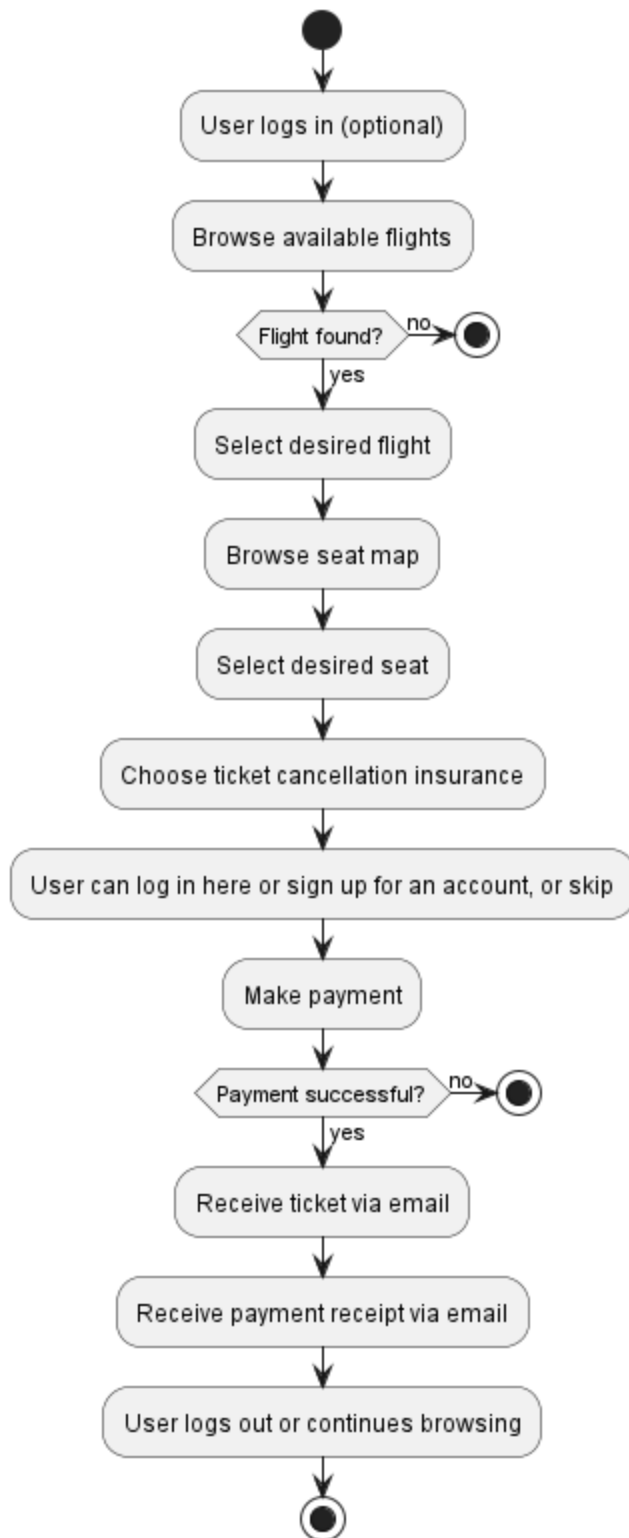 User logs in (optional)
Browse available flights
Flight found?
no
yes
Select desired flight
Browse seat map
Select desired seat
Choose ticket cancellation insurance
User can log in here or sign up for an account, or skip
Make payment
Payment successful?
no
yes
Receive ticket via email
Receive payment receipt via email
User logs out or continues browsing